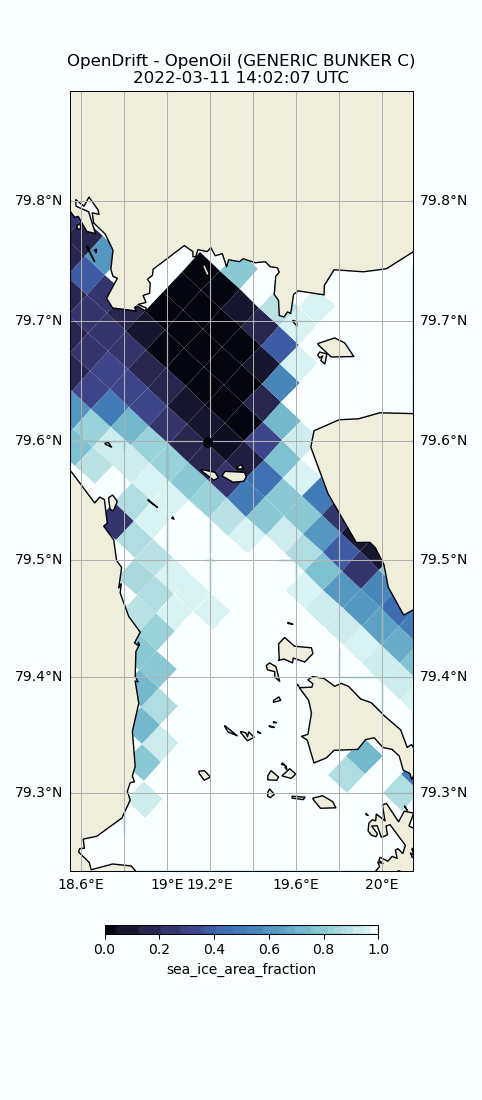 OpenDrift - OpenOil (GENERIC BUNKER C)
2022-03-11 14:02:07 UTC
79.8°N 79.8°N
79.7°N 79.7°N
79.6°N 79.6°N
79.5°N 79.5°N
79.4°N 79.4°N
79.3°N 79.3°N
18.6°E 19°E 19.2°E 19.6°E 20°E
0.0 0.2 0.4 0.6 0.8 1.0
sea_ice_area_fraction